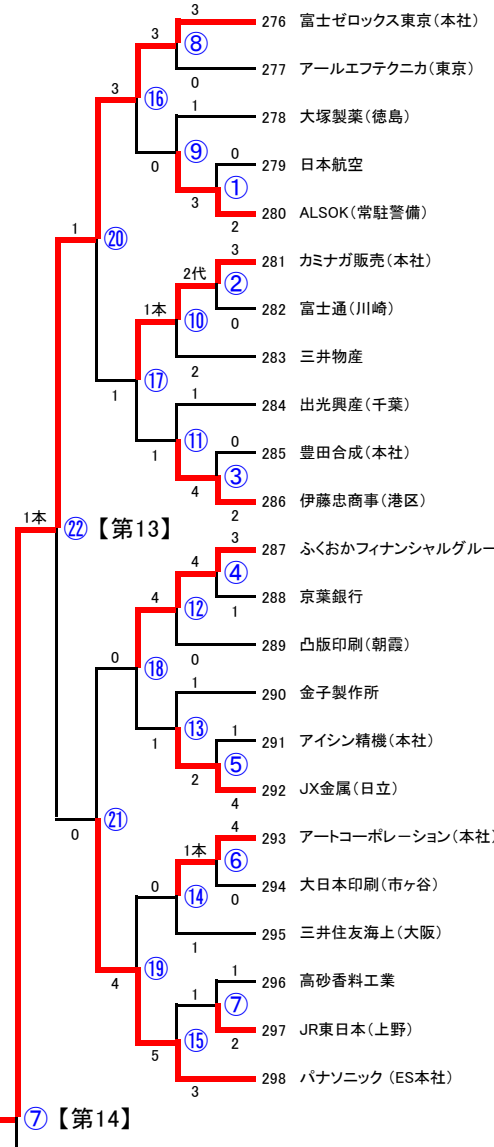 3
276 富士ゼロックス東京(本社)
3
⑧
277 アールエフテクニカ(東京)
0
3
⑯
1
278 大塚製薬(徳島)
⑨
0
0
279 日本航空
①
3
280 ALSOK(常駐警備)
2
1
⑳
3
281 カミナガ販売(本社)
2代
②
282 富士通(川崎)
0
1本
⑩
283 三井物産
2
⑰
1
1
284 出光興産(千葉)
⑪
1
0
285 豊田合成(本社)
③
4
286 伊藤忠商事(港区)
2
1本
㉒【第13】
3
287 ふくおかフィナンシャルグルー
4
④
288 京葉銀行
1
4
⑫
289 凸版印刷(朝霞)
0
0
⑱
1
290 金子製作所
⑬
1
1
291 アイシン精機(本社)
⑤
2
292 JX金属(日立)
4
0
㉑
4
293 アートコーポレーション(本社)
1本
⑥
294 大日本印刷(市ヶ谷)
0
0
⑭
295 三井住友海上(大阪)
1
⑲
4
1
296 高砂香料工業
1
⑦
297 JR東日本(上野)
2
⑮
5
298 パナソニック (ES本社)
3
⑦【第14】